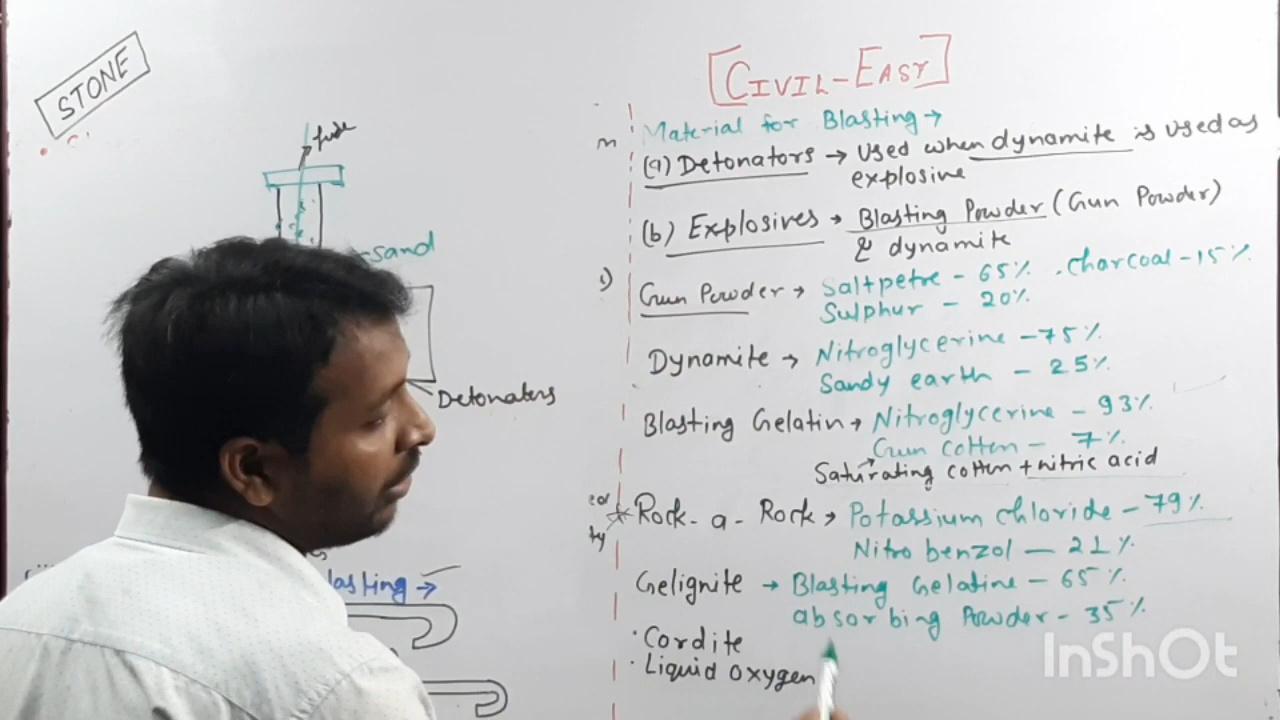 STONE
fuse
sand
Detonaters
lasting →
[CIVIL-EASY]
Material for Blasting →
(a) Detonators → Used when dynamite is used as
explosive
(b) Explosives → Blasting Powder (Gun Powder)
& dynamite
1) Gun Powder → Saltpetre - 65%. Charcoal - 15%
Sulphur - 20%
Dynamite → Nitroglycerine - 75%
Sandy earth - 25%
Blasting Gelatin → Nitroglycerine - 93%
Gun Cotton - 7%
Saturating cotton + nitric acid
Rock-a-Rock → Potassium chloride - 79%
Nitro benzol - 21%
Gelignite → Blasting Gelatine - 65%
absorbing Powder - 35%
· Cordite
· Liquid oxygen
InShOt